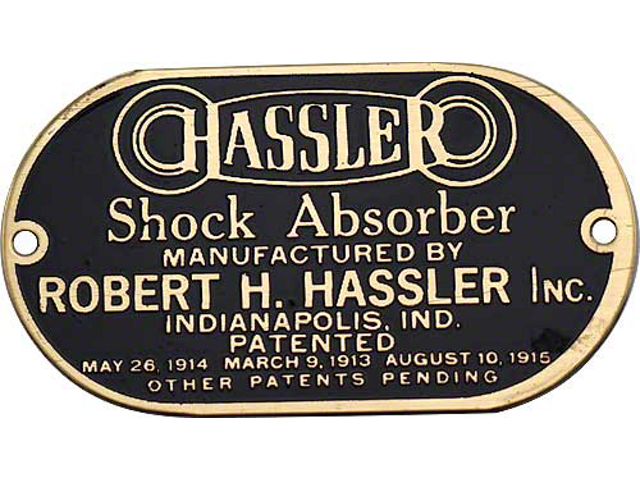 HASSLER
Shock Absorber
MANUFACTURED BY
ROBERT H. HASSLER INC.
INDIANAPOLIS, IND.
PATENTED
MAY 26, 1914 MARCH 9, 1913 AUGUST 10, 1915
OTHER PATENTS PENDING